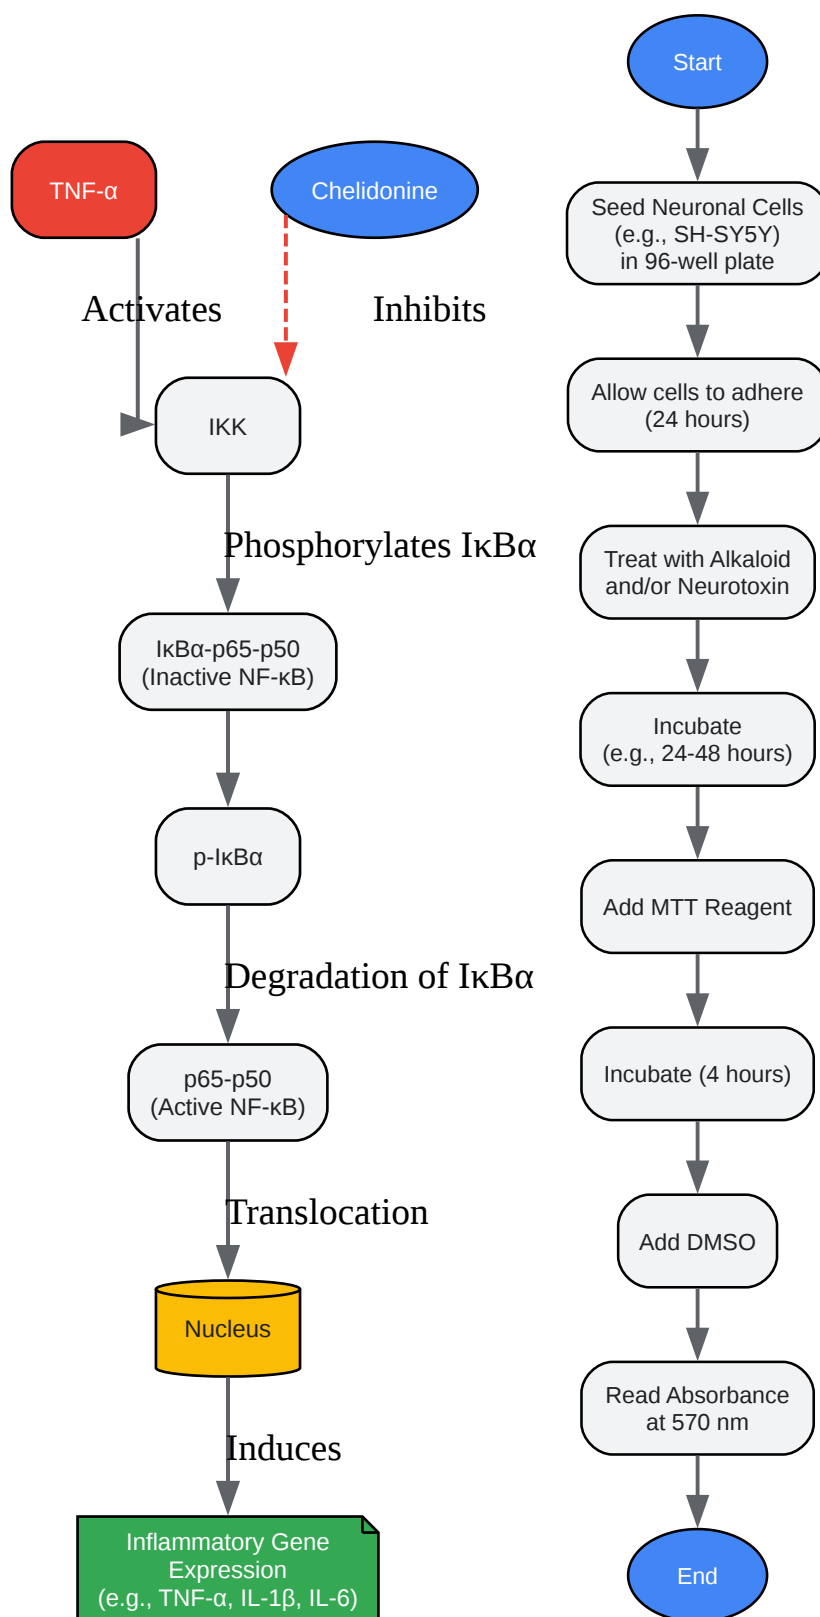 TNF-α
Chelidonine
Activates
Inhibits
IKK
Phosphorylates IκBα
IκBα-p65-p50
(Inactive NF-κB)
p-IκBα
Degradation of IκBα
p65-p50
(Active NF-κB)
Translocation
Nucleus
Induces
Inflammatory Gene
Expression
(e.g., TNF-α, IL-1β, IL-6)
Start
Seed Neuronal Cells
(e.g., SH-SY5Y)
in 96-well plate
Allow cells to adhere
(24 hours)
Treat with Alkaloid
and/or Neurotoxin
Incubate
(e.g., 24-48 hours)
Add MTT Reagent
Incubate (4 hours)
Add DMSO
Read Absorbance
at 570 nm
End